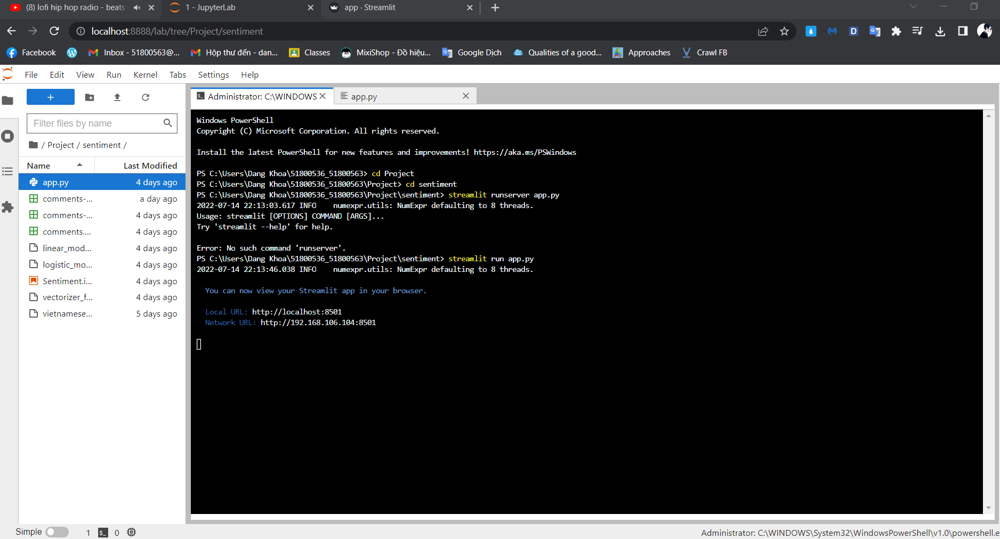 (8) lofi hip hop radio - beats
1 - JupyterLab
app · Streamlit
localhost:8888/lab/tree/Project/sentiment
Facebook
Inbox - 51800563@...
Hộp thư đến - dan...
Classes
MixiShop - Đồ hiệu...
Google Dịch
Qualities of a good...
Approaches
Crawl FB
File Edit View Run Kernel Tabs Settings Help
Administrator: C:\WINDOWS
app.py
Filter files by name
/ Project / sentiment /
Name Last Modified
app.py 4 days ago
comments-... a day ago
comments-... 4 days ago
comments.... 4 days ago
linear_mod... 4 days ago
logistic_mo... 4 days ago
Sentiment.i... 4 days ago
vectorizer_f... 4 days ago
vietnamese... 5 days ago
Windows PowerShell
Copyright (C) Microsoft Corporation. All rights reserved.
Install the latest PowerShell for new features and improvements! https://aka.ms/PSWindows
PS C:\Users\Dang Khoa\51800536_51800563> cd Project
PS C:\Users\Dang Khoa\51800536_51800563\Project> cd sentiment
PS C:\Users\Dang Khoa\51800536_51800563\Project\sentiment> streamlit runserver app.py
2022-07-14 22:13:03.617 INFO    numexpr.utils: NumExpr defaulting to 8 threads.
Usage: streamlit [OPTIONS] COMMAND [ARGS]...
Try 'streamlit --help' for help.
Error: No such command 'runserver'.
PS C:\Users\Dang Khoa\51800536_51800563\Project\sentiment> streamlit run app.py
2022-07-14 22:13:46.038 INFO    numexpr.utils: NumExpr defaulting to 8 threads.
You can now view your Streamlit app in your browser.
Local URL: http://localhost:8501
Network URL: http://192.168.106.104:8501
Simple 1 $_ 0
Administrator: C:\WINDOWS\System32\WindowsPowerShell\v1.0\powershell.e